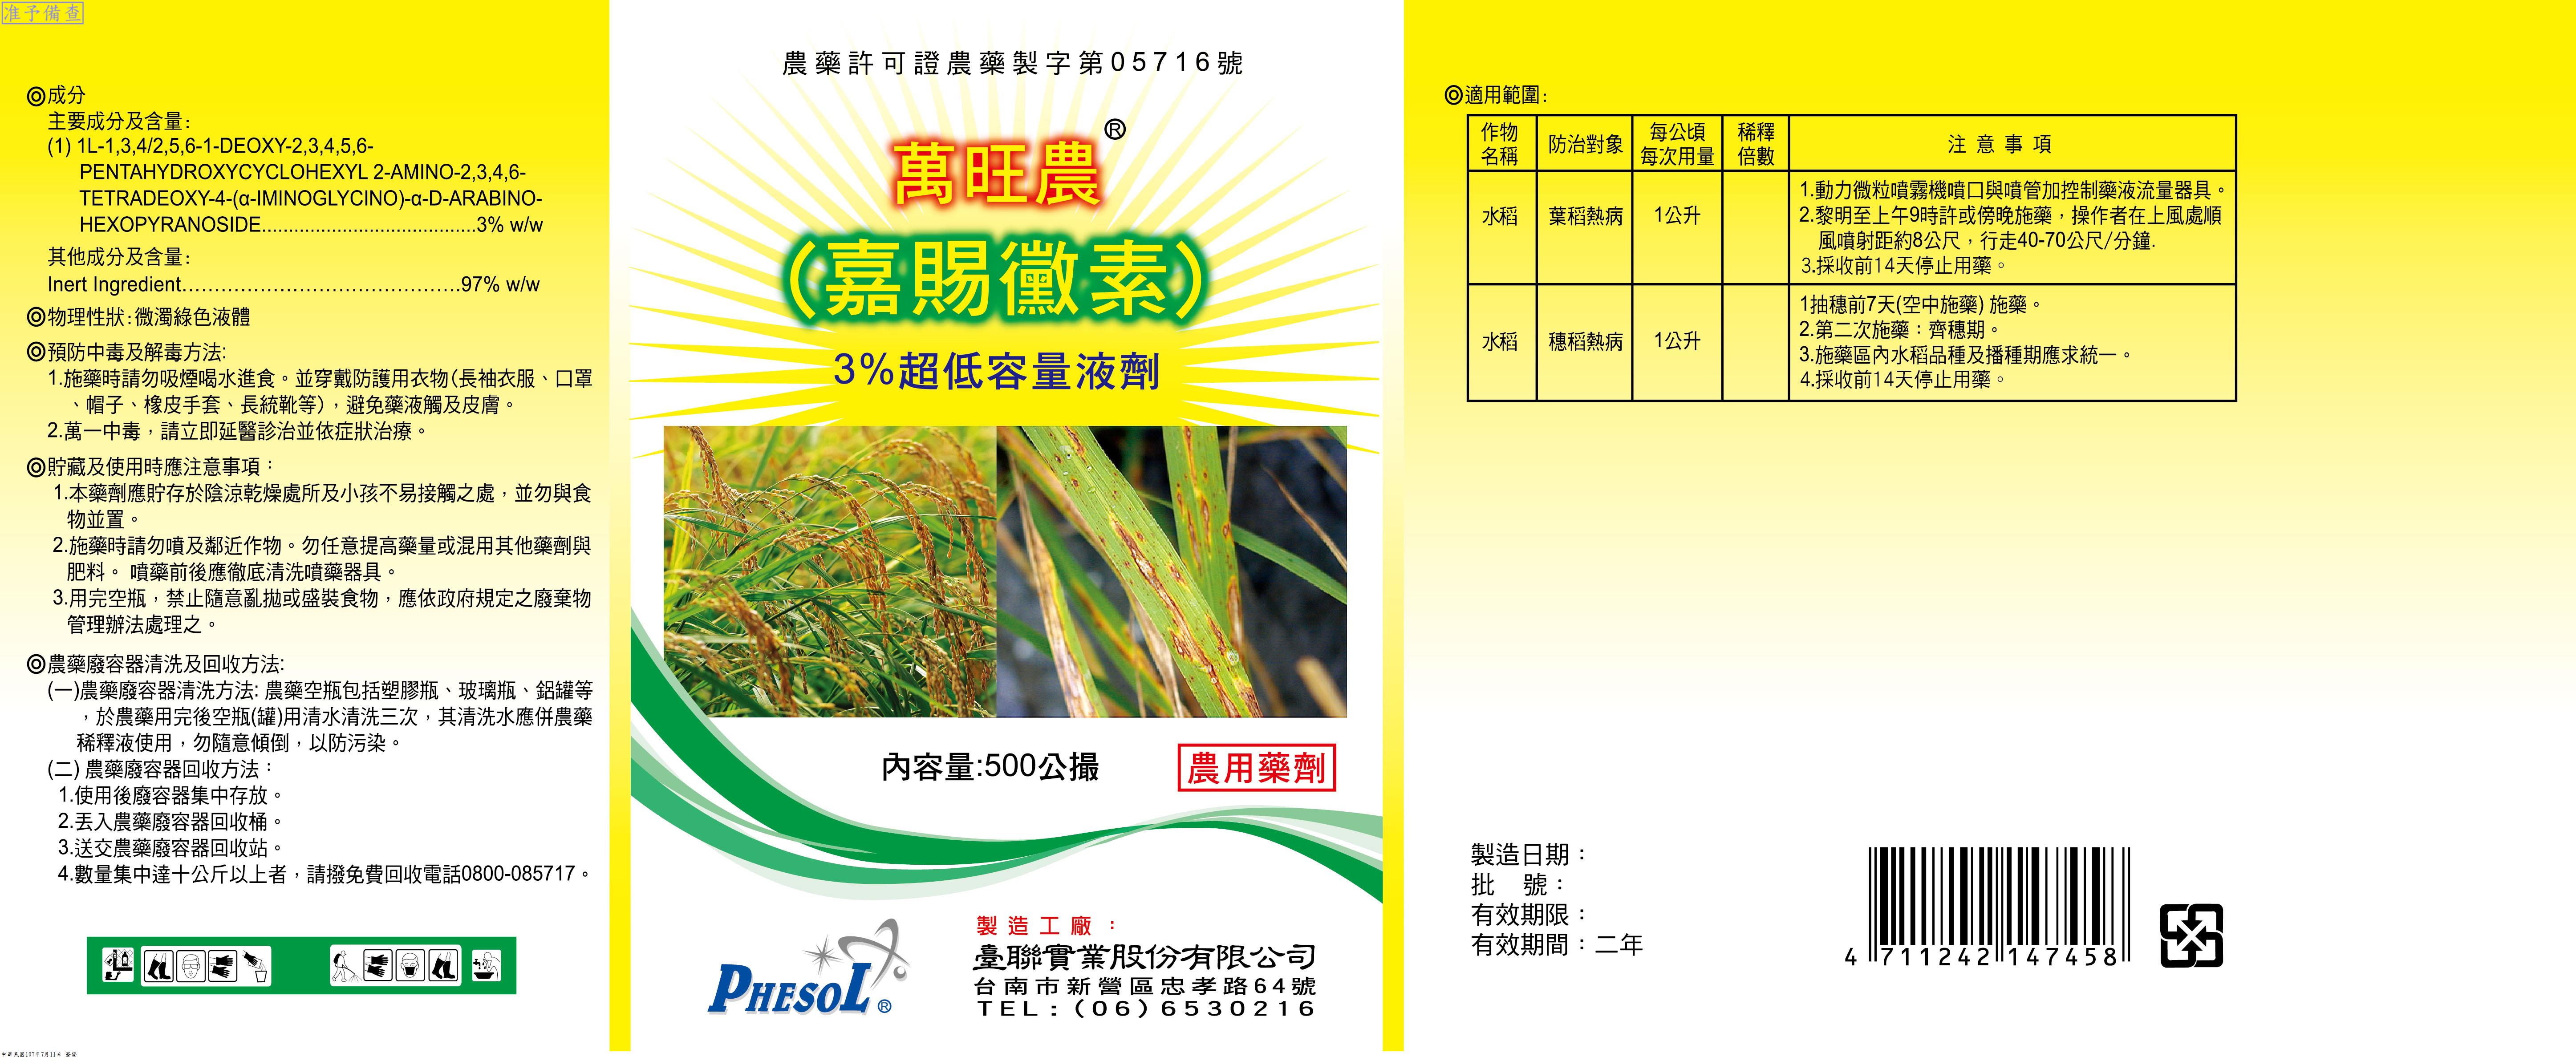 准予備查
◎成分
主要成分及含量：
(1) 1L-1,3,4/2,5,6-1-DEOXY-2,3,4,5,6-
PENTAHYDROXYCYCLOHEXYL 2-AMINO-2,3,4,6-
TETRADEOXY-4-(α-IMINOGLYCINO)-α-D-ARABINO-
HEXOPYRANOSIDE........................................3% w/w
其他成分及含量：
Inert Ingredient……………………………………97% w/w
◎物理性狀：微濁綠色液體
◎預防中毒及解毒方法:
1.施藥時請勿吸煙喝水進食。並穿戴防護用衣物（長袖衣服、口罩
、帽子、橡皮手套、長統靴等），避免藥液觸及皮膚。
2.萬一中毒，請立即延醫診治並依症狀治療。
◎貯藏及使用時應注意事項：
1.本藥劑應貯存於陰涼乾燥處所及小孩不易接觸之處，並勿與食
物並置。
2.施藥時請勿噴及鄰近作物。勿任意提高藥量或混用其他藥劑與
肥料。 噴藥前後應徹底清洗噴藥器具。
3.用完空瓶，禁止隨意亂拋或盛裝食物，應依政府規定之廢棄物
管理辦法處理之。
◎農藥廢容器清洗及回收方法:
(一)農藥廢容器清洗方法: 農藥空瓶包括塑膠瓶、玻璃瓶、鋁罐等
，於農藥用完後空瓶(罐)用清水清洗三次，其清洗水應併農藥
稀釋液使用，勿隨意傾倒，以防污染。
(二) 農藥廢容器回收方法：
1.使用後廢容器集中存放。
2.丟入農藥廢容器回收桶。
3.送交農藥廢容器回收站。
4.數量集中達十公斤以上者，請撥免費回收電話0800-085717。
中華民國107年7月11日
農藥許可證農藥製字第05716號
萬旺農®
（嘉賜黴素）
3%超低容量液劑
內容量:500公撮
農用藥劑
PHESOL®
製造工廠：
臺聯實業股份有限公司
台南市新營區忠孝路64號
TEL:(06)6530216
◎適用範圍：
作物名稱 防治對象 每公頃每次用量 稀釋倍數 注意事項
水稻 葉稻熱病 1公升
1.動力微粒噴霧機噴口與噴管加控制藥液流量器具。
2.黎明至上午9時許或傍晚施藥，操作者在上風處順
風噴射距約8公尺，行走40-70公尺/分鐘.
3.採收前14天停止用藥。
水稻 穗稻熱病 1公升
1抽穗前7天(空中施藥) 施藥。
2.第二次施藥：齊穗期。
3.施藥區內水稻品種及播種期應求統一。
4.採收前14天停止用藥。
製造日期：
批 號：
有效期限：
有效期間：二年
4 711242 147458